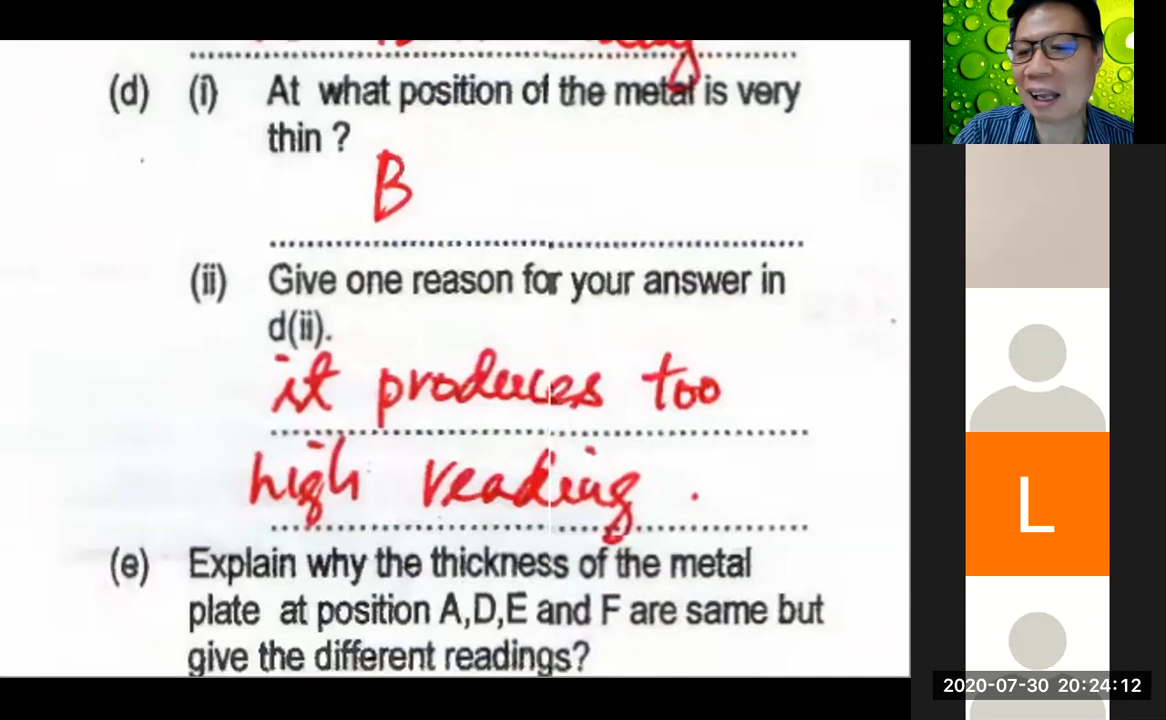 (d) (i) At what position of the metal is very
thin ?
B
(ii) Give one reason for your answer in
d(ii).
it produces too
high reading .
(e) Explain why the thickness of the metal
plate at position A,D,E and F are same but
give the different readings?
L
2020-07-30 20:24:12